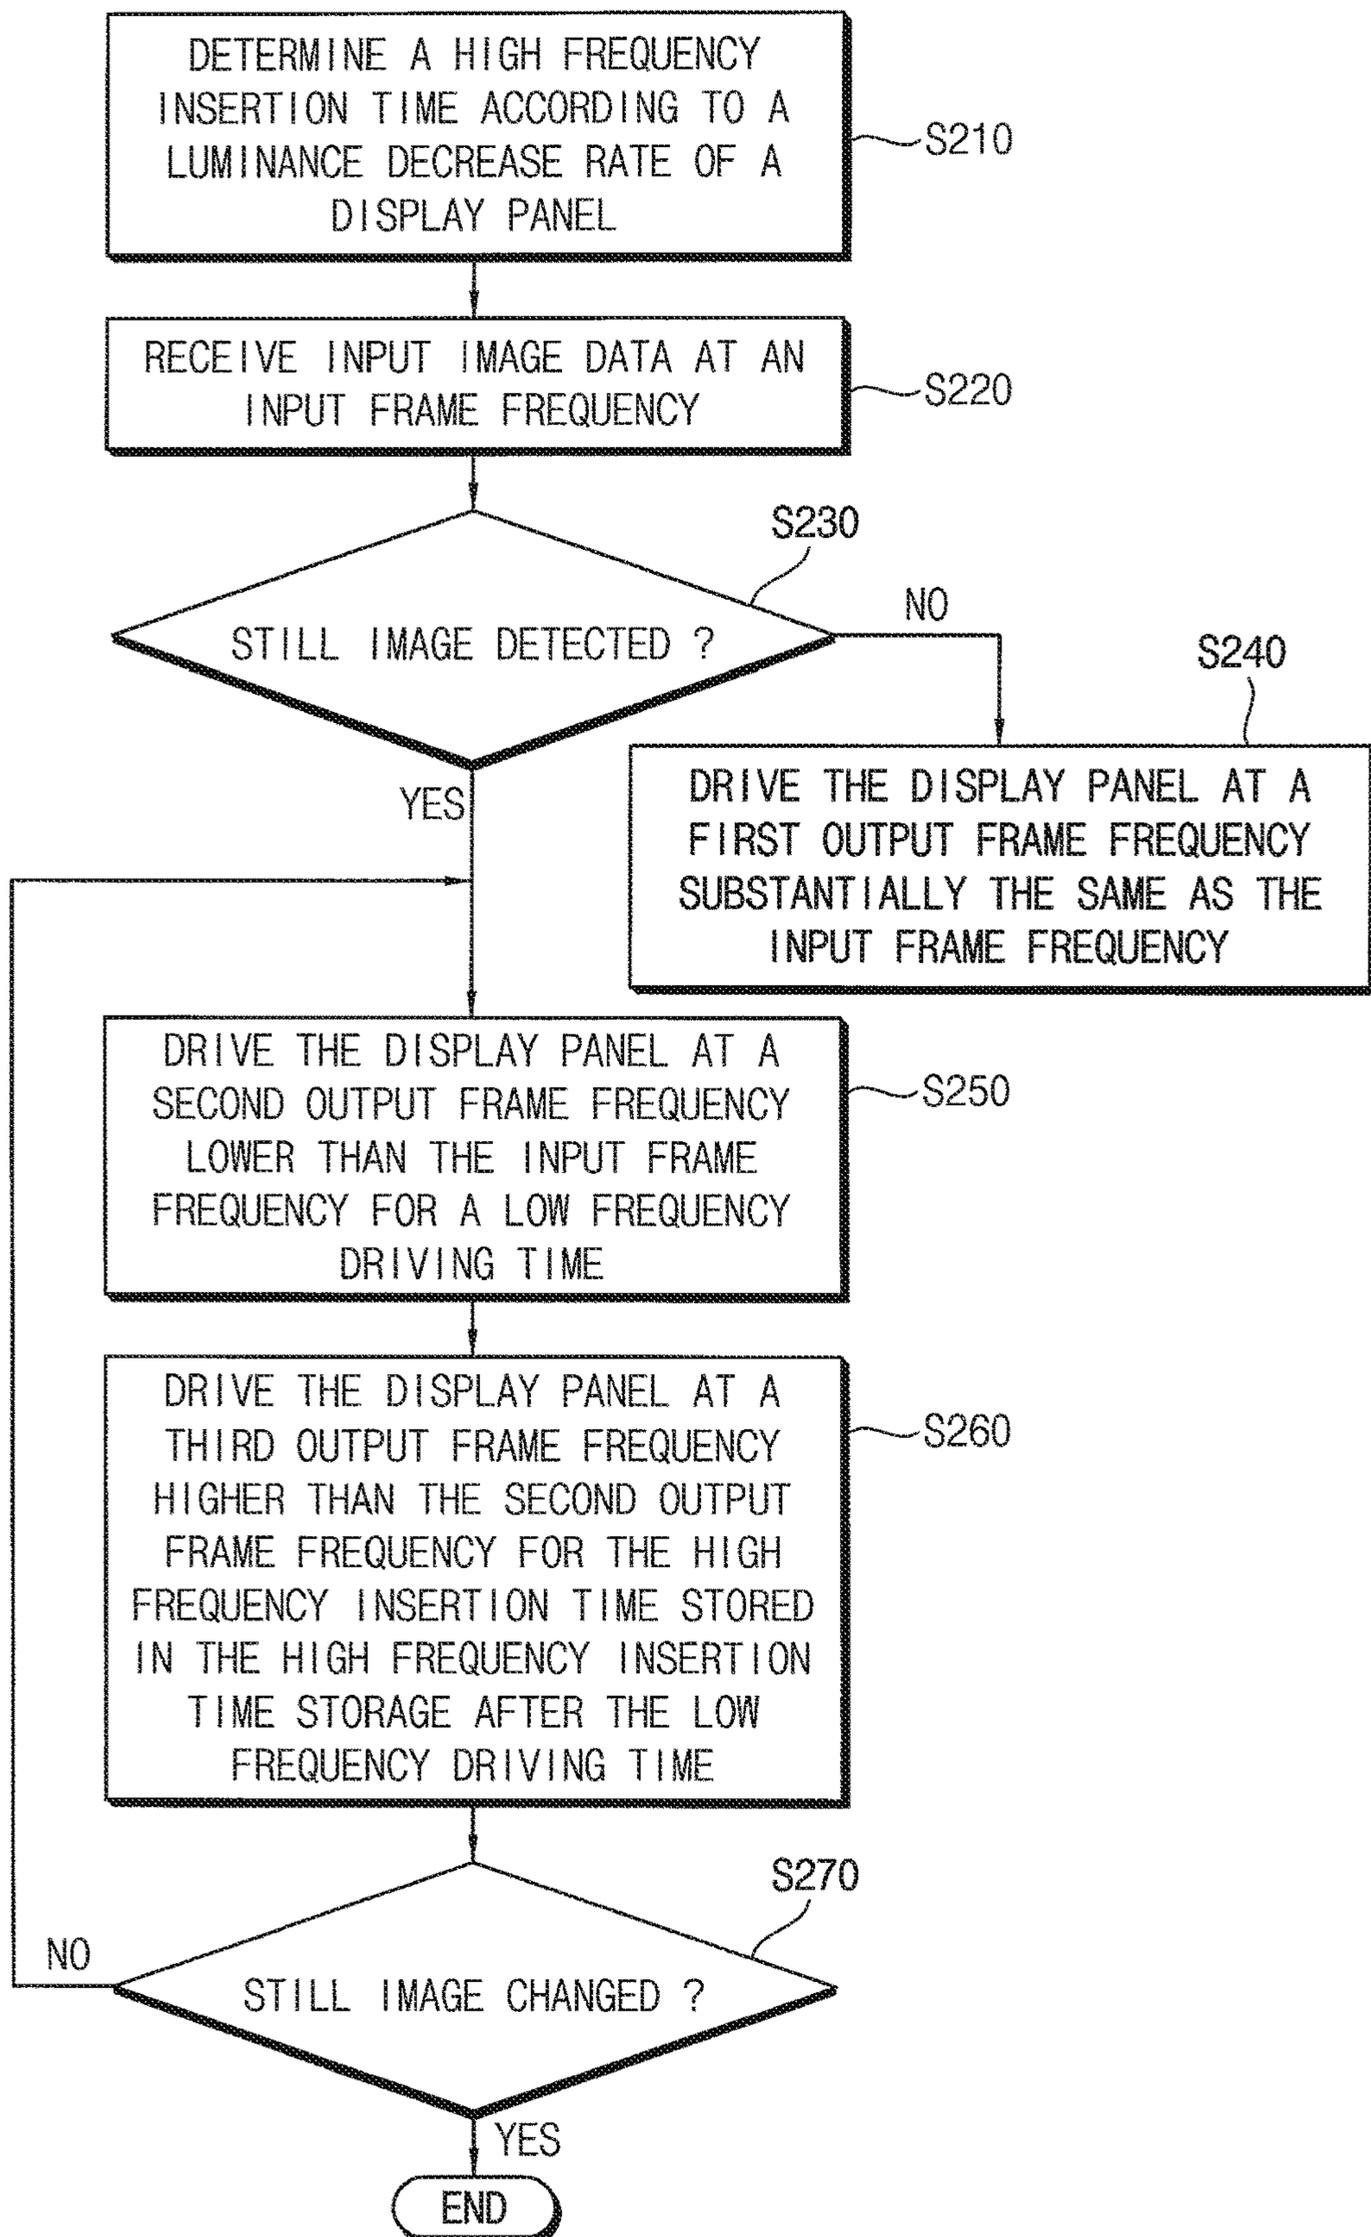 DETERMINE A HIGH FREQUENCY
INSERTION TIME ACCORDING TO A
LUMINANCE DECREASE RATE OF A
DISPLAY PANEL
S210
RECEIVE INPUT IMAGE DATA AT AN
INPUT FRAME FREQUENCY
S220
S230
STILL IMAGE DETECTED ?
NO
YES
S240
DRIVE THE DISPLAY PANEL AT A
FIRST OUTPUT FRAME FREQUENCY
SUBSTANTIALLY THE SAME AS THE
INPUT FRAME FREQUENCY
DRIVE THE DISPLAY PANEL AT A
SECOND OUTPUT FRAME FREQUENCY
LOWER THAN THE INPUT FRAME
FREQUENCY FOR A LOW FREQUENCY
DRIVING TIME
S250
DRIVE THE DISPLAY PANEL AT A
THIRD OUTPUT FRAME FREQUENCY
HIGHER THAN THE SECOND OUTPUT
FRAME FREQUENCY FOR THE HIGH
FREQUENCY INSERTION TIME STORED
IN THE HIGH FREQUENCY INSERTION
TIME STORAGE AFTER THE LOW
FREQUENCY DRIVING TIME
S260
S270
STILL IMAGE CHANGED ?
NO
YES
END